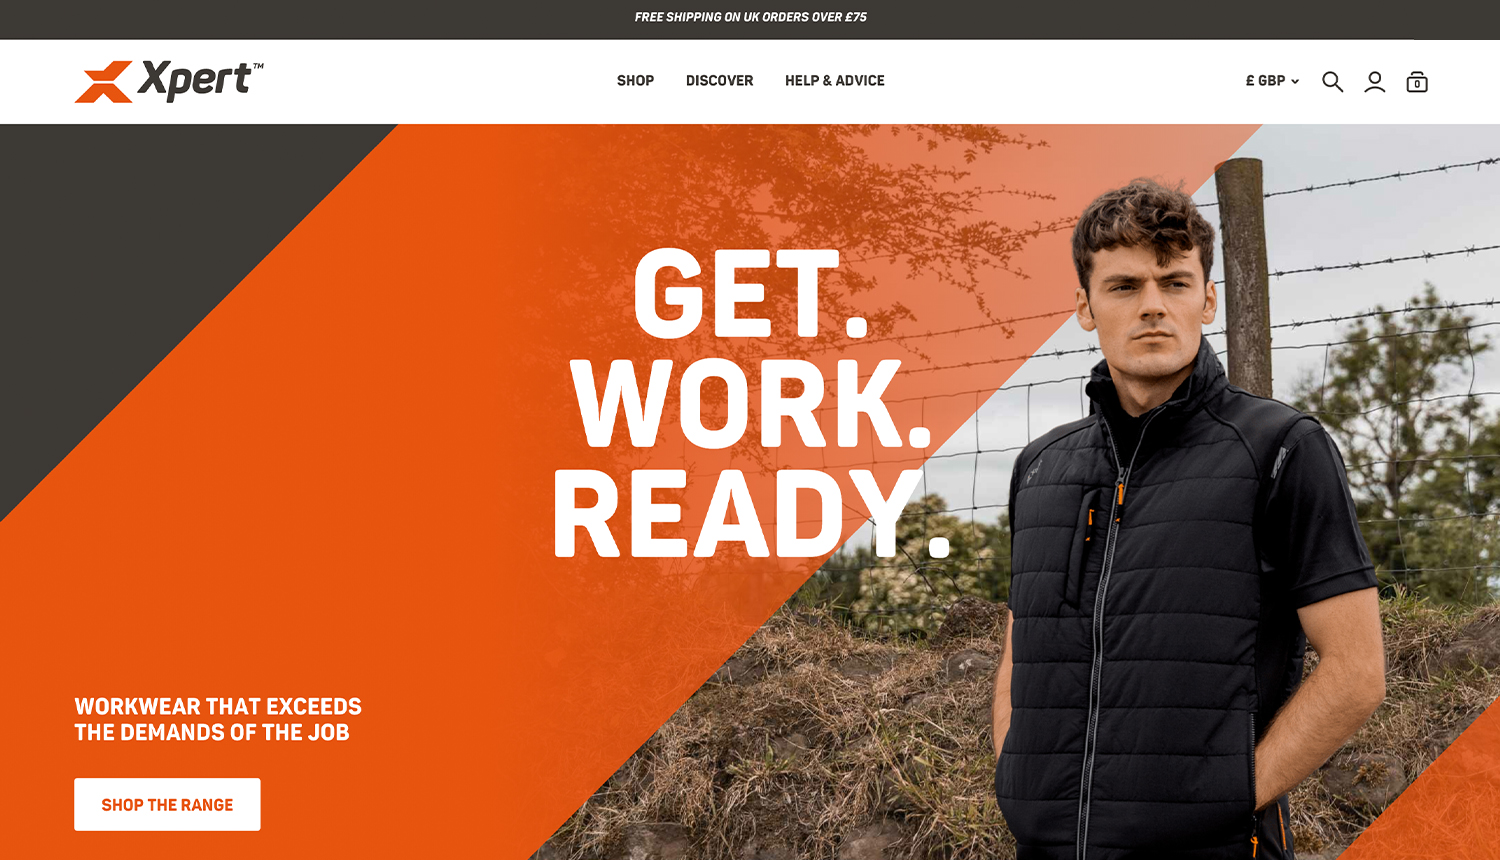 FREE SHIPPING ON UK ORDERS OVER £75
Xpert™
SHOP
DISCOVER
HELP & ADVICE
£ GBP
0
GET.
WORK.
READY.
WORKWEAR THAT EXCEEDS
THE DEMANDS OF THE JOB
SHOP THE RANGE